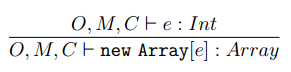 O, M, C ⊢ e : Int
O, M, C ⊢ new Array[e] : Array